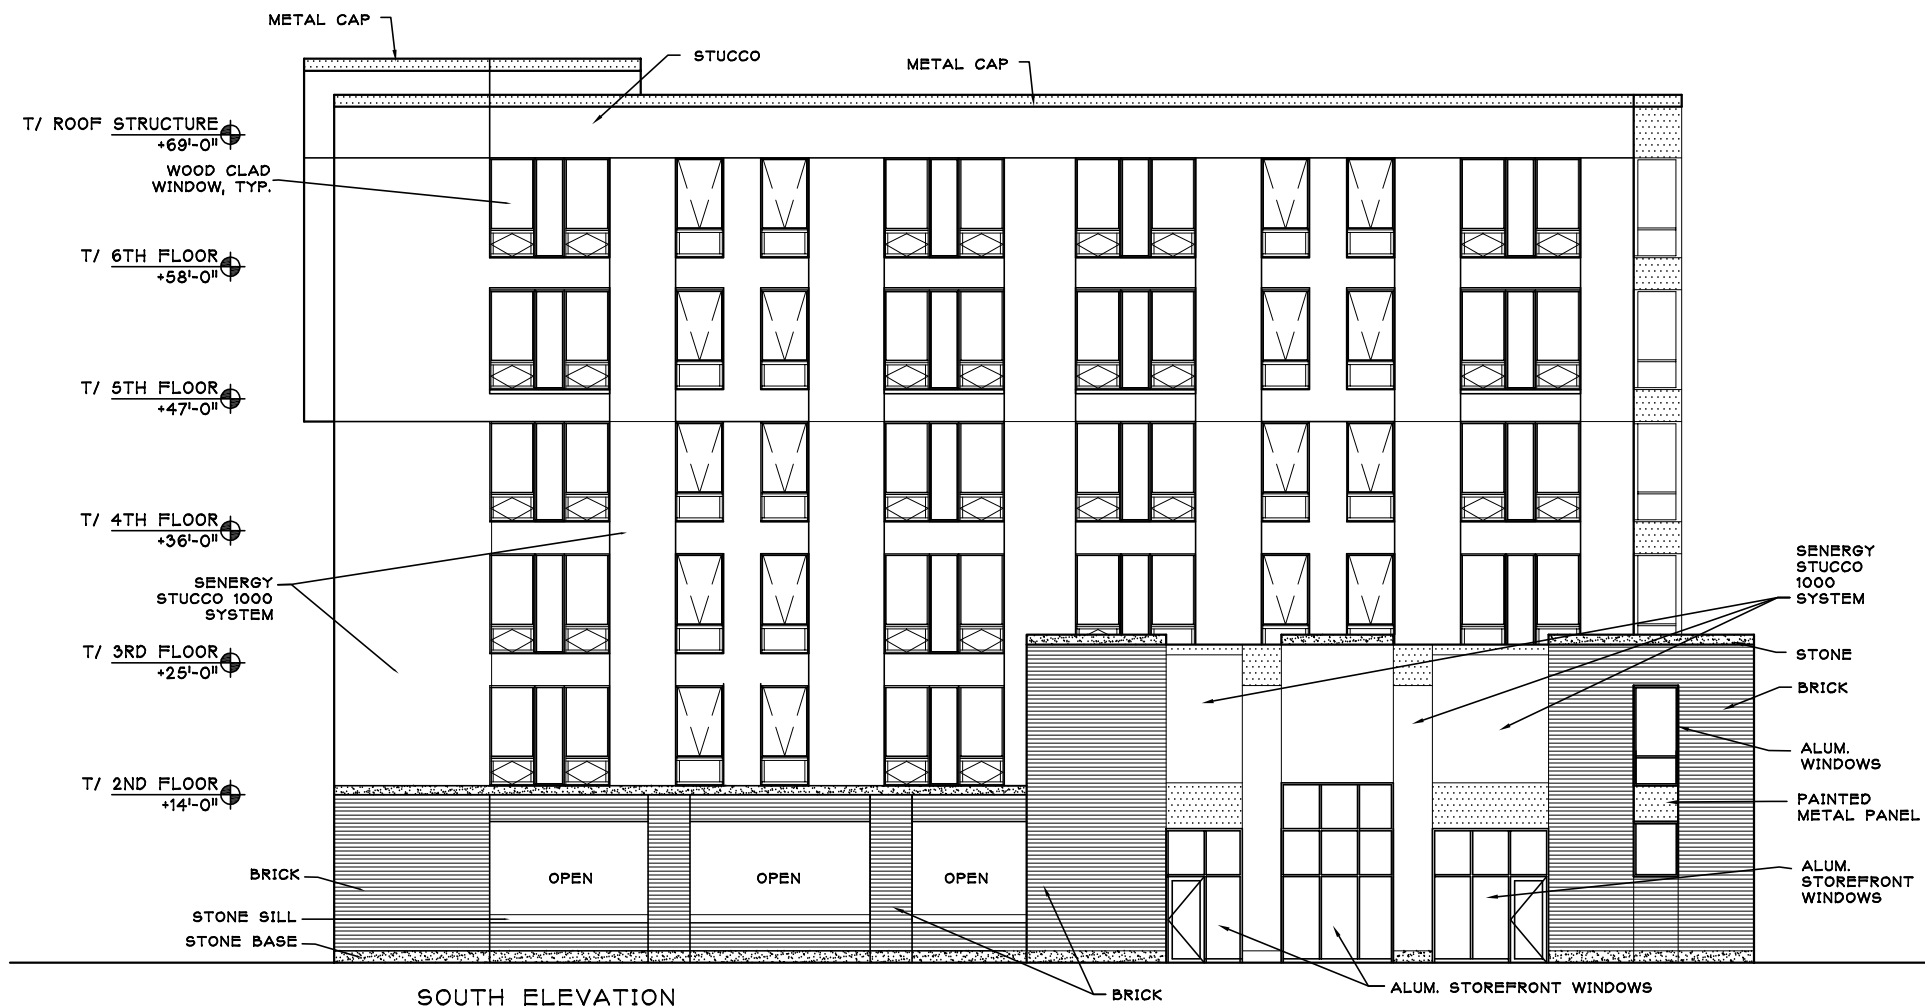 METAL CAP
STUCCO
METAL CAP
T/ ROOF STRUCTURE
+69'-0"
WOOD CLAD
WINDOW, TYP.
T/ 6TH FLOOR
+58'-0"
T/ 5TH FLOOR
+47'-0"
T/ 4TH FLOOR
+36'-0"
SENERGY
STUCCO 1000
SYSTEM
SENERGY
STUCCO
1000
SYSTEM
T/ 3RD FLOOR
+25'-0"
STONE
BRICK
ALUM.
WINDOWS
T/ 2ND FLOOR
+14'-0"
PAINTED
METAL PANEL
BRICK
OPEN
OPEN
OPEN
ALUM.
STOREFRONT
WINDOWS
STONE SILL
STONE BASE
SOUTH ELEVATION
BRICK
ALUM. STOREFRONT WINDOWS